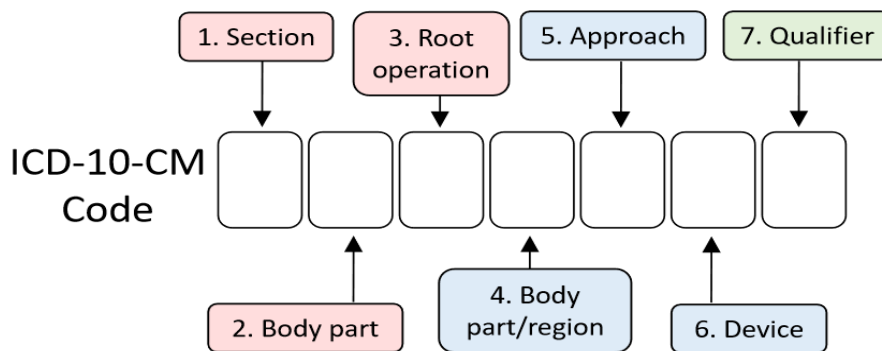 1. Section
3. Root
operation
5. Approach
7. Qualifier
ICD-10-CM
Code
2. Body part
4. Body
part/region
6. Device